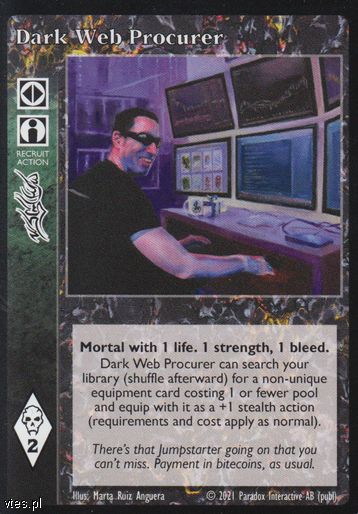 Dark Web Procurer
RECRUIT
ACTION
Mortal with 1 life. 1 strength, 1 bleed.
Dark Web Procurer can search your
library (shuffle afterward) for a non-unique
equipment card costing 1 or fewer pool
and equip with it as a +1 stealth action
(requirements and cost apply as normal).
There's that Jumpstarter going on that you
can't miss. Payment in bitcoins, as usual.
2
Illus: Marta Ruiz Anguera
© 2021 Paradox Interactive AB (publ)
vtes.pl